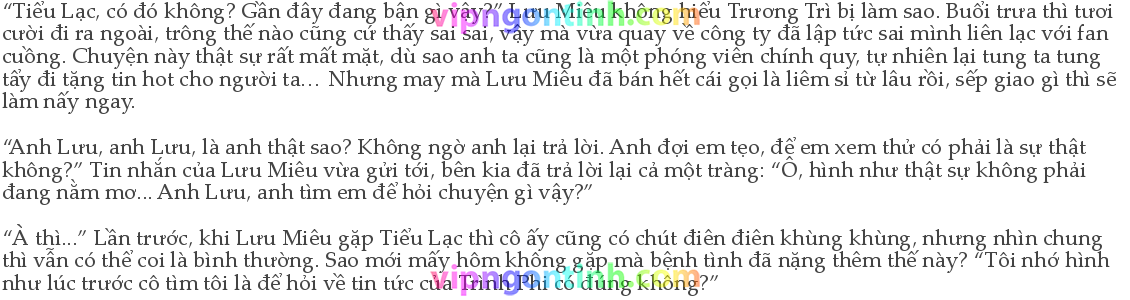 “Tiểu Lạc, có đó không? Gần đây đang bận gì vậy?” Lưu Miêu không hiểu Trương Trì bị làm sao. Buổi trưa thì tươi
cười đi ra ngoài, trông thế nào cũng cứ thấy sai sai, vậy mà vừa quay về công ty đã lập tức sai mình liên lạc với fan
cuồng. Chuyện này thật sự rất mất mặt, dù sao anh ta cũng là một phóng viên chính quy, tự nhiên lại tung ta tung
tẩy đi tặng tin hot cho người ta… Nhưng may mà Lưu Miêu đã bán hết cái gọi là liêm sỉ từ lâu rồi, sếp giao gì thì sẽ
làm nấy ngay.
“Anh Lưu, anh Lưu, là anh thật sao? Không ngờ anh lại trả lời. Anh đợi em tẹo, để em xem thử có phải là sự thật
không?” Tin nhắn của Lưu Miêu vừa gửi tới, bên kia đã trả lời lại cả một tràng: “Ô, hình như thật sự không phải
đang nằm mơ... Anh Lưu, anh tìm em để hỏi chuyện gì vậy?”
“À thì...” Lần trước, khi Lưu Miêu gặp Tiểu Lạc thì cô ấy cũng có chút điên điên khùng khùng, nhưng nhìn chung
thì vẫn có thể coi là bình thường. Sao mới mấy hôm không gặp mà bệnh tình đã nặng thêm thế này? “Tôi nhớ hình
như lúc trước cô tìm tôi là để hỏi về tin tức của Trình Phi có đúng không?”
vipngontinh.com
vipngontinh.com